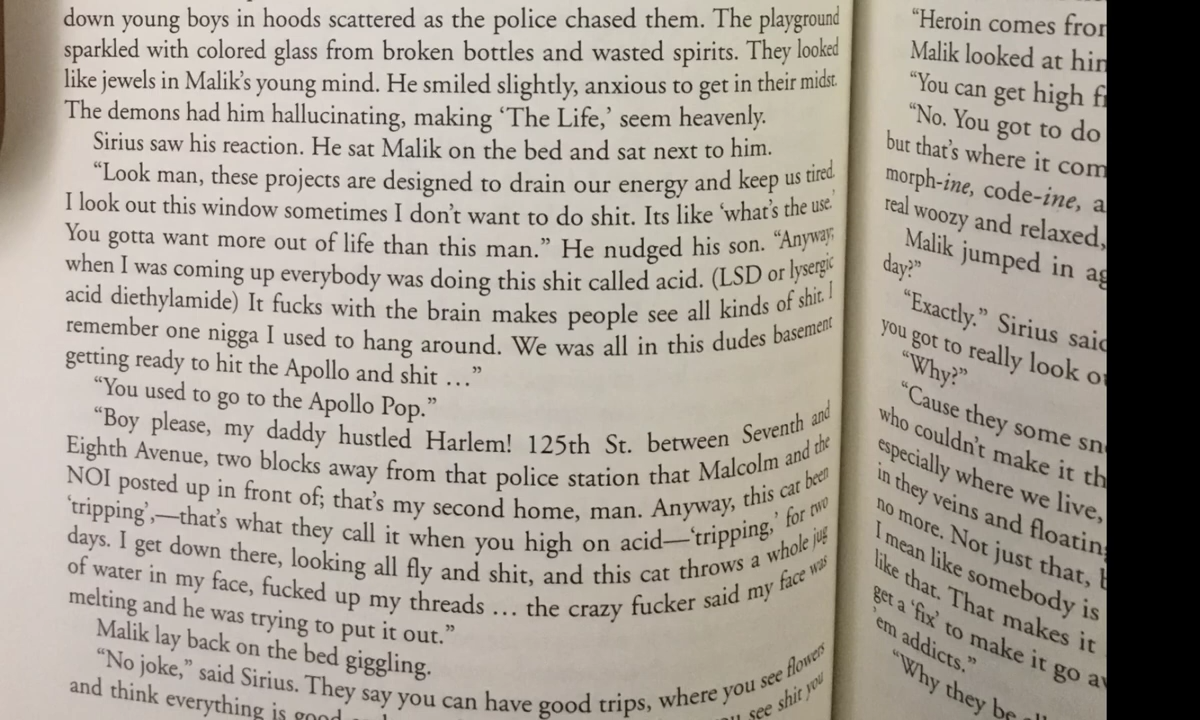 down young boys in hoods scattered as the police chased them. The playground
sparkled with colored glass from broken bottles and wasted spirits. They looked
like jewels in Malik's young mind. He smiled slightly, anxious to get in their midst.
The demons had him hallucinating, making 'The Life,' seem heavenly.
Sirius saw his reaction. He sat Malik on the bed and sat next to him.
"Look man, these projects are designed to drain our energy and keep us tired.
I look out this window sometimes I don't want to do shit. Its like 'what's the use.'
You gotta want more out of life than this man." He nudged his son. "Anyway,
when I was coming up everybody was doing this shit called acid. (LSD or lysergic
acid diethylamide) It fucks with the brain makes people see all kinds of shit. I
remember one nigga I used to hang around. We was all in this dudes basement
getting ready to hit the Apollo and shit …"
"You used to go to the Apollo Pop."
"Boy please, my daddy hustled Harlem! 125th St. between Seventh and
Eighth Avenue, two blocks away from that police station that Malcolm and the
NOI posted up in front of; that's my second home, man. Anyway, this cat been
'tripping',—that's what they call it when you high on acid—'tripping,' for two
days. I get down there, looking all fly and shit, and this cat throws a whole jug
of water in my face, fucked up my threads … the crazy fucker said my face was
melting and he was trying to put it out."
Malik lay back on the bed giggling.
"No joke," said Sirius. They say you can have good trips, where you see flowers
and think everything is good see shit you
"Heroin comes
Malik looked at
"You can get high
"No. You got to do
but that's where it
morph-ine, code-ine,
real woozy and relaxed,
Malik jumped in
day?"
"Exactly." Sirius
you got to really look
"Why?"
"Cause they some
who couldn't make it
especially where we live,
in they veins and
no more. Not just that,
I mean like somebody is
like that. That makes it
get a 'fix' to make it go
'em addicts."
"Why they be